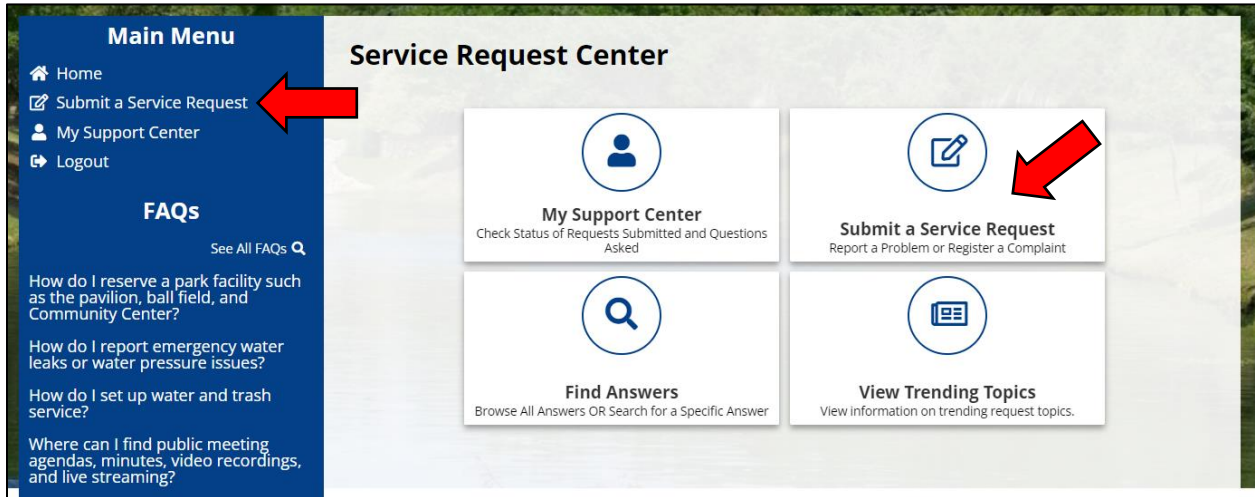 Main Menu
Home
Submit a Service Request
My Support Center
Logout
FAQs
See All FAQs
How do I reserve a park facility such
as the pavilion, ball field, and
Community Center?
How do I report emergency water
leaks or water pressure issues?
How do I set up water and trash
service?
Where can I find public meeting
agendas, minutes, video recordings,
and live streaming?
Service Request Center
My Support Center
Check Status of Requests Submitted and Questions
Asked
Submit a Service Request
Report a Problem or Register a Complaint
Find Answers
Browse All Answers OR Search for a Specific Answer
View Trending Topics
View information on trending request topics.